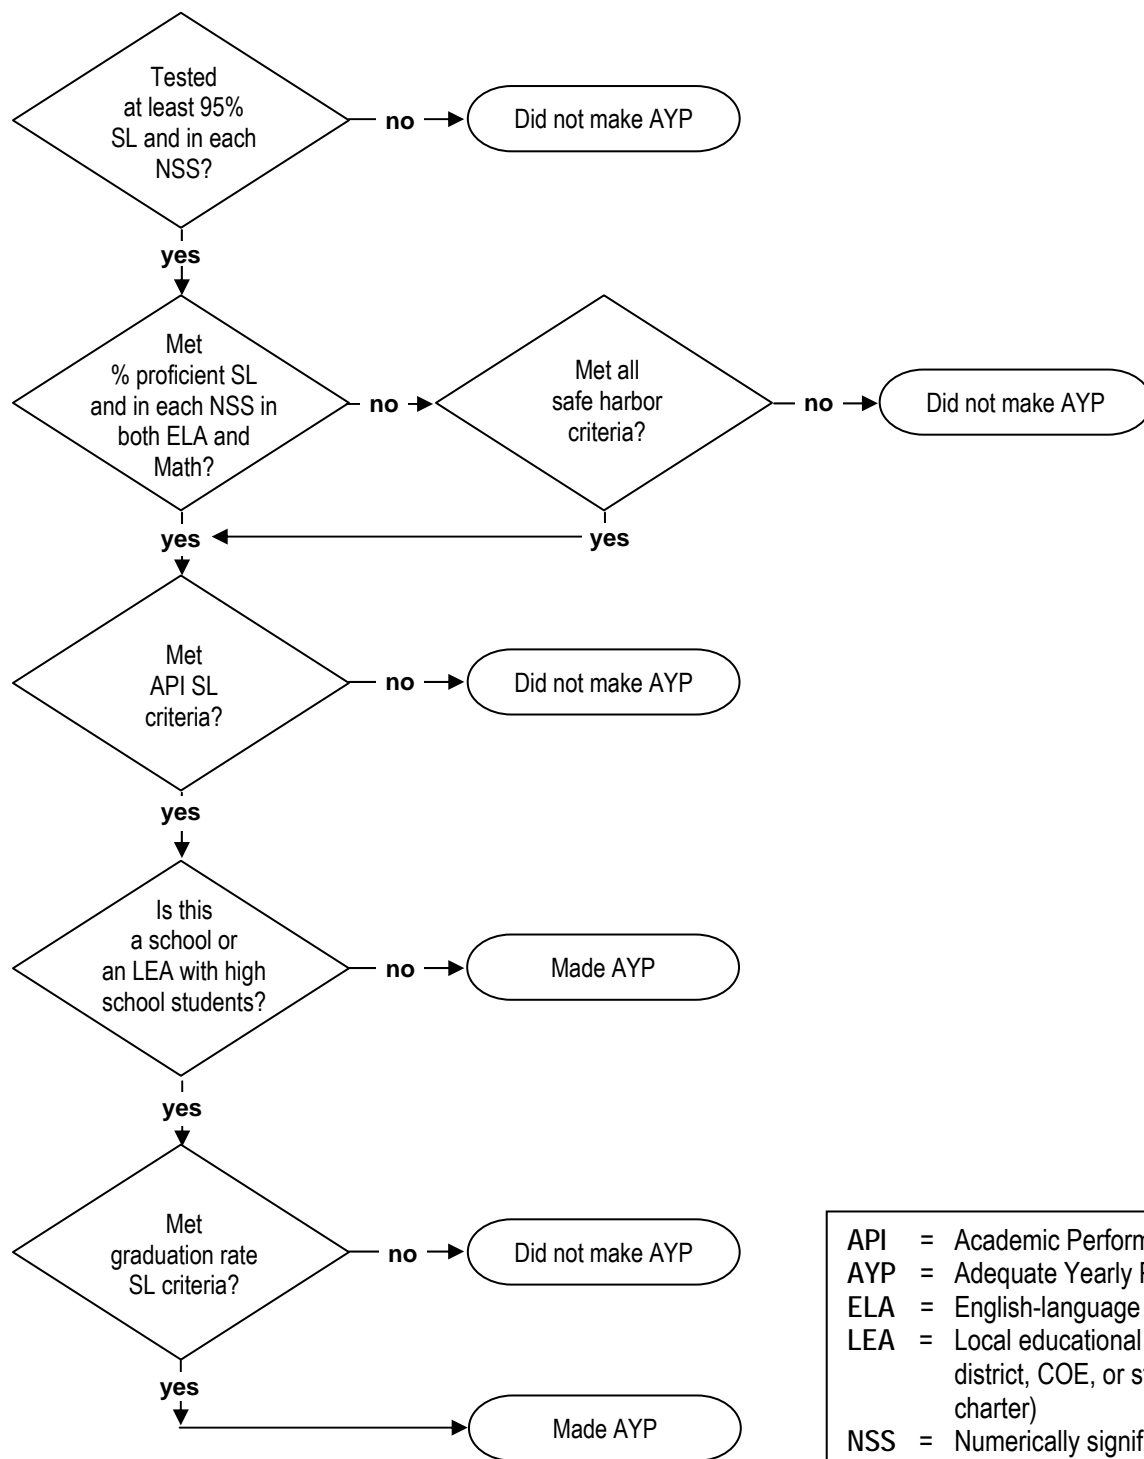 Tested
at least 95%
SL and in each
NSS?
no
Did not make AYP
yes
Met
% proficient SL
and in each NSS in
both ELA and
Math?
no
Met all
safe harbor
criteria?
no
Did not make AYP
yes
yes
Met
API SL
criteria?
no
Did not make AYP
yes
Is this
a school or
an LEA with high
school students?
no
Made AYP
yes
Met
graduation rate
SL criteria?
no
Did not make AYP
yes
Made AYP
API = Academic
AYP = Adequate Yearly
ELA = English-language
LEA = Local educational
district, COE, or
charter)
NSS = Numerically